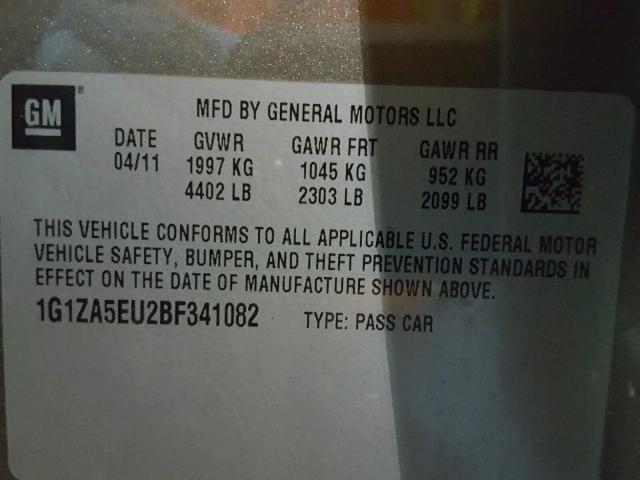 GM ®
MFD BY GENERAL MOTORS LLC
DATE GVWR GAWR FRT GAWR RR
04/11 1997 KG 1045 KG 952 KG
4402 LB 2303 LB 2099 LB
THIS VEHICLE CONFORMS TO ALL APPLICABLE U.S. FEDERAL MOTOR
VEHICLE SAFETY, BUMPER, AND THEFT PREVENTION STANDARDS IN
EFFECT ON THE DATE OF MANUFACTURE SHOWN ABOVE.
1G1ZA5EU2BF341082 TYPE: PASS CAR